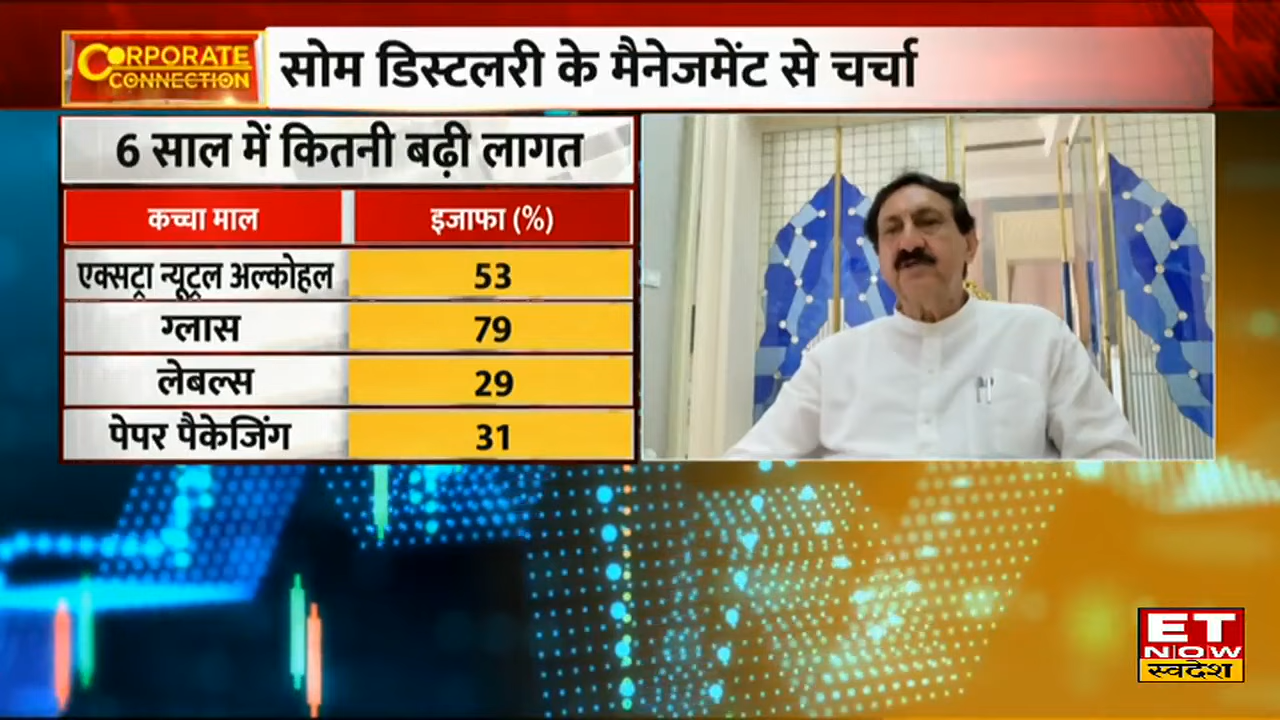 CORPORATE
CONNECTION
सोम डिस्टलरी के मैनेजमेंट से चर्चा
6 साल में कितनी बढ़ी लागत
कच्चा माल इजाफा (%)
एक्सट्रा न्यूट्रल अल्कोहल 53
ग्लास 79
लेबल्स 29
पेपर पैकेजिंग 31
ET
NOW
स्वदेश